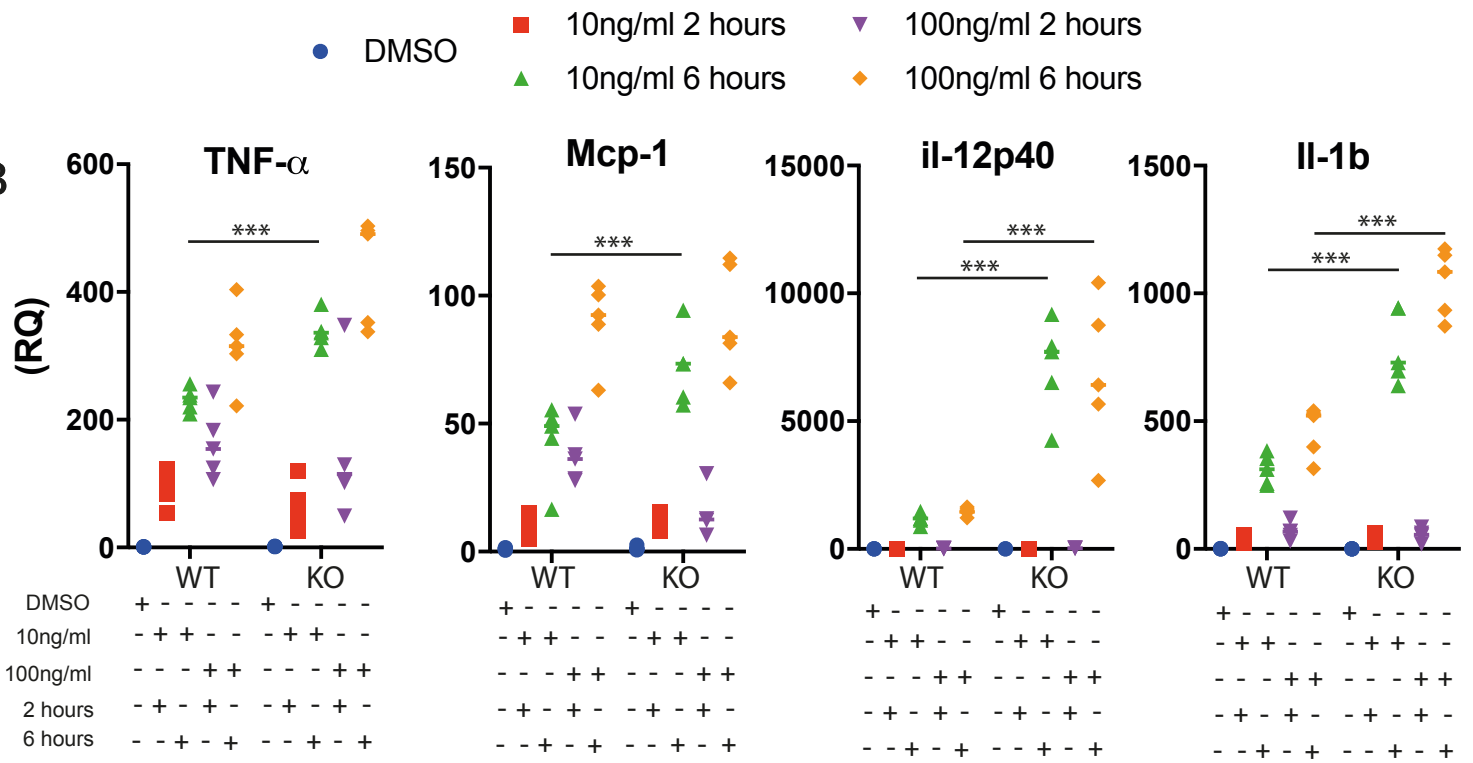 DMSO
10ng/ml 2 hours
100ng/ml 2 hours
10ng/ml 6 hours
100ng/ml 6 hours
TNF-α
Mcp-1
il-12p40
Il-1b
(RQ)
600
400
200
0
***
WT KO
150
100
50
0
***
WT KO
15000
10000
5000
0
***
***
WT KO
1500
1000
500
0
***
***
WT KO
DMSO + - - - - + - - - - + - - - - + - - - - + - - - - + - - - - + - - - - + - - - -
10ng/ml - + + - - - + + - - - + + - - - + + - - - + + - - - + + - - - + + - - - + + - -
100ng/ml - - - + + - - - + + - - - + + - - - + + - - - + + - - - + + - - - + + - - - + +
2 hours - + - + - - + - + - - + - + - - + - + - - + - + - - + - + - - + - + - - + - + -
6 hours - - + - + - - + - + - - + - + - - + - + - - + - + - - + - + - - + - + - - + - +